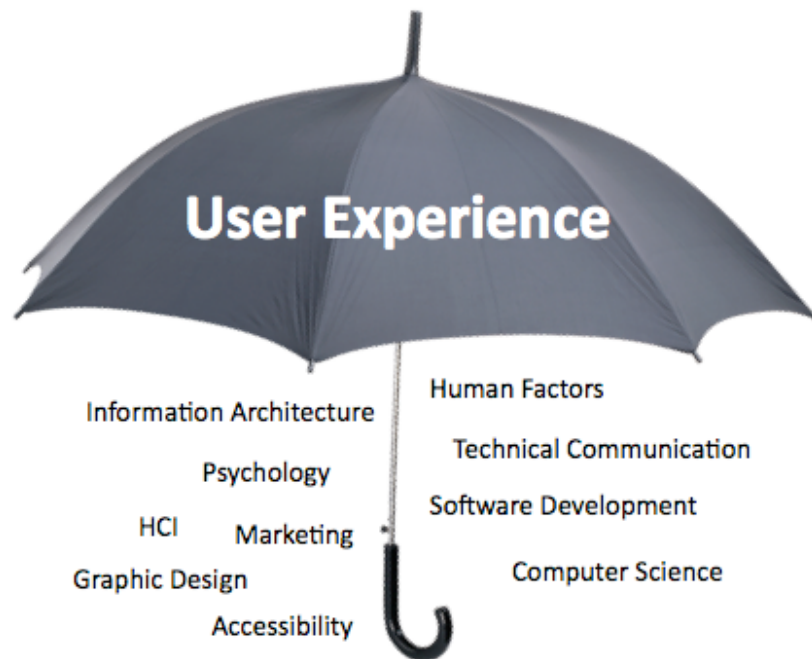 User Experience
Human Factors
Information Architecture
Technical Communication
Psychology
Software Development
HCI
Marketing
Computer Science
Graphic Design
Accessibility